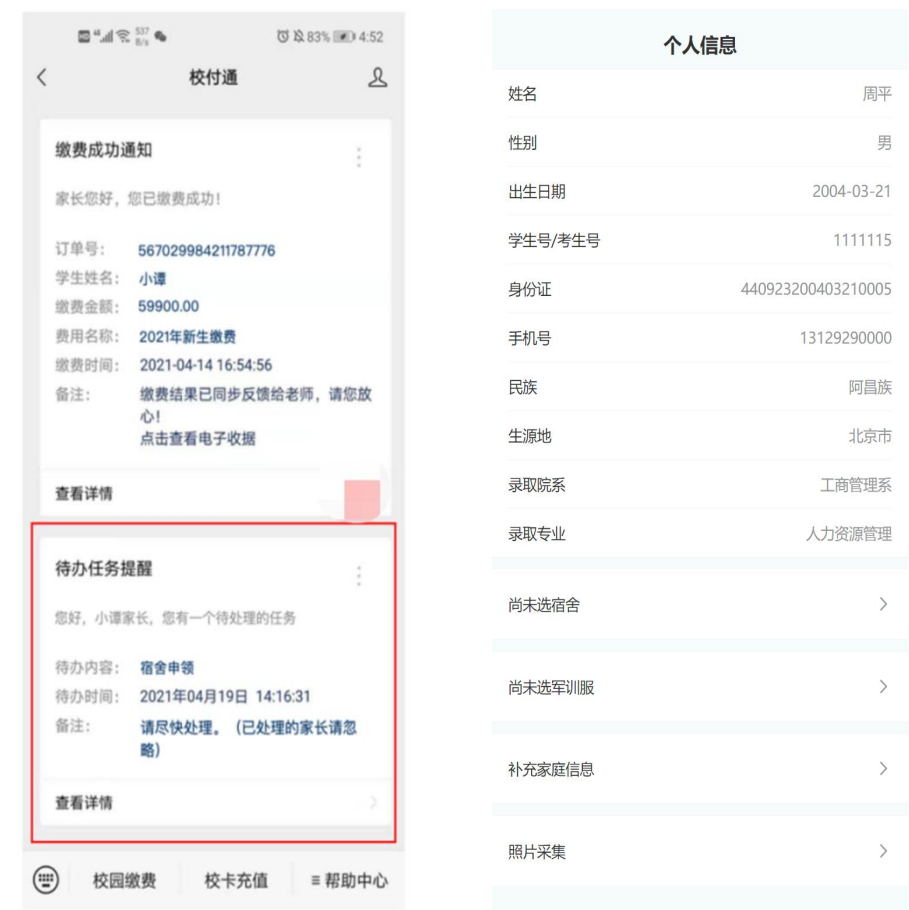 HD 4G 537 B/s 83% 4:52
校付通
缴费成功通知
家长您好，您已缴费成功！
订单号： 567029984211787776
学生姓名： 小谭
缴费金额： 59900.00
费用名称： 2021年新生缴费
缴费时间： 2021-04-14 16:54:56
备注： 缴费结果已同步反馈给老师，请您放
心！
点击查看电子收据
查看详情
待办任务提醒
您好，小谭家长，您有一个待处理的任务
待办内容： 宿舍申领
待办时间： 2021年04月19日 14:16:31
备注： 请尽快处理。（已处理的家长请忽
略）
查看详情
校园缴费 校卡充值 帮助中心
个人信息
姓名 周平
性别 男
出生日期 2004-03-21
学生号/考生号 1111115
身份证 440923200403210005
手机号 13129290000
民族 阿昌族
生源地 北京市
录取院系 工商管理系
录取专业 人力资源管理
尚未选宿舍
尚未选军训服
补充家庭信息
照片采集